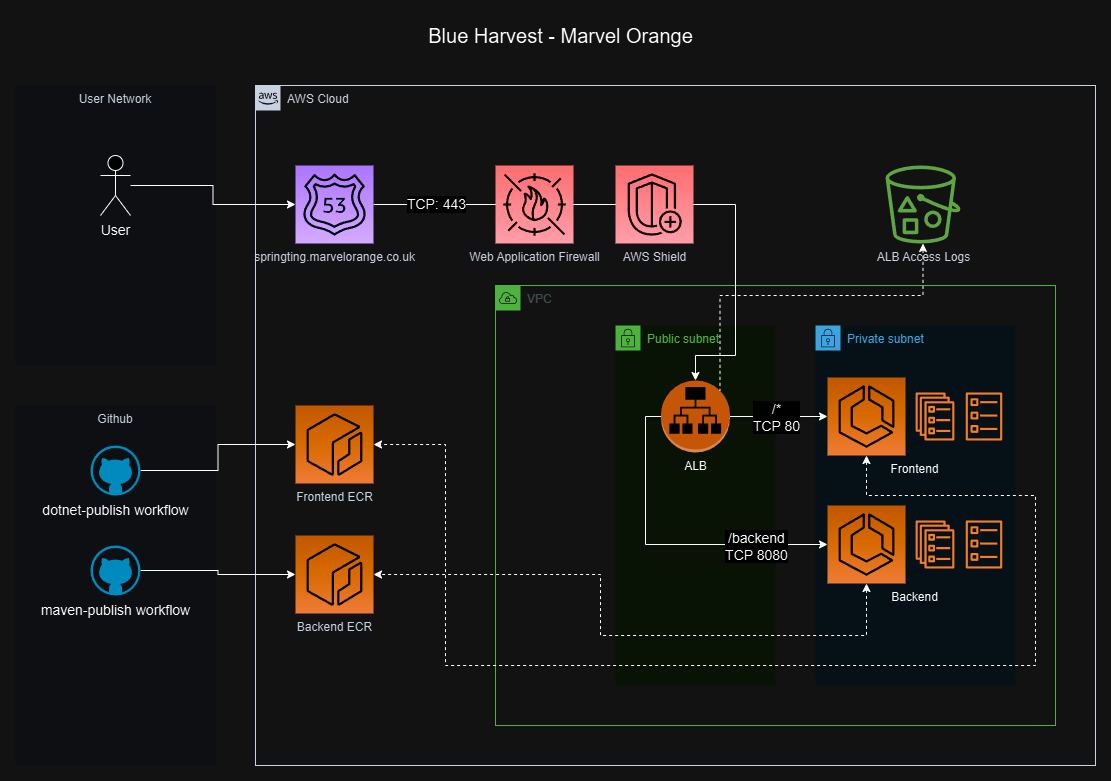 Blue Harvest - Marvel Orange
User Network
aws
AWS Cloud
User
53
TCP: 443
springting.marvelorange.co.uk
Web Application Firewall
AWS Shield
ALB Access Logs
VPC
Public subnet
Private subnet
Github
dotnet-publish workflow
maven-publish workflow
Frontend ECR
Backend ECR
ALB
/*
TCP 80
/backend
TCP 8080
Frontend
Backend